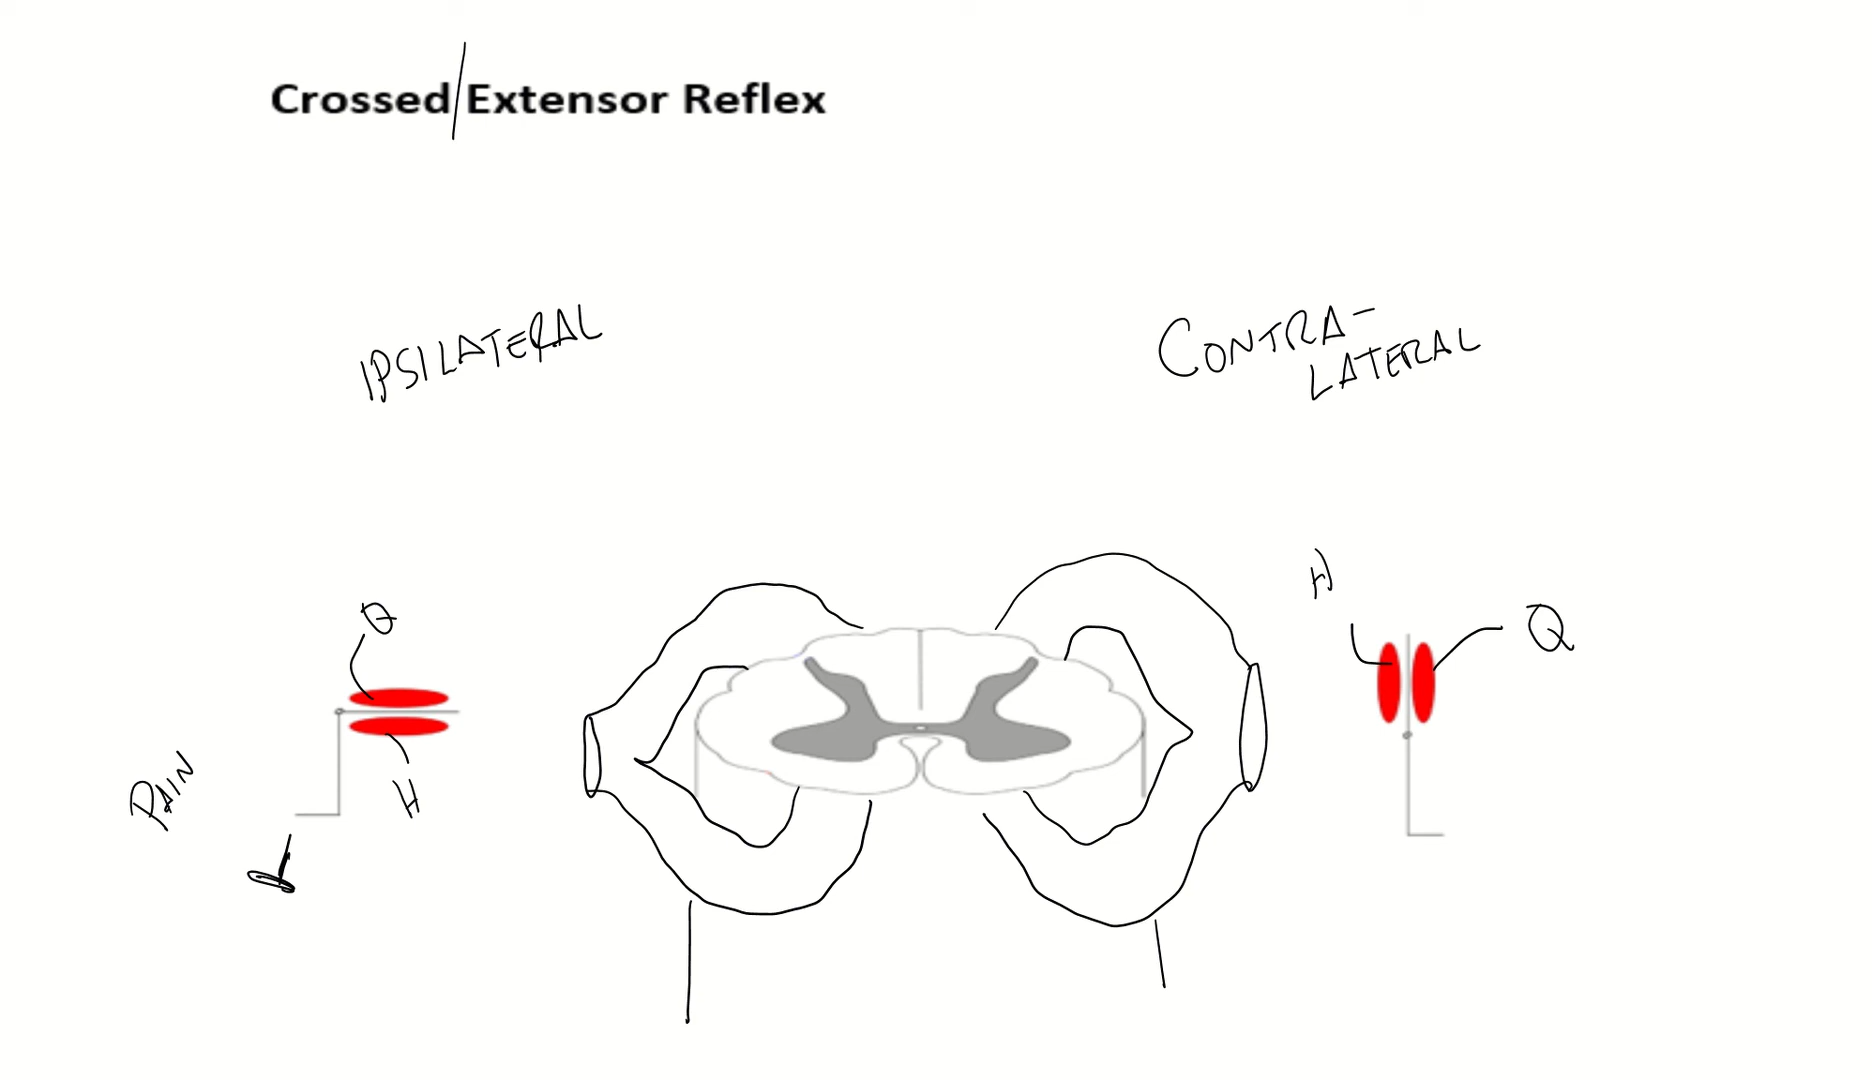 Crossed/Extensor Reflex
IPSILATERAL
CONTRA-
LATERAL
H
Q
Q
PAIN
H